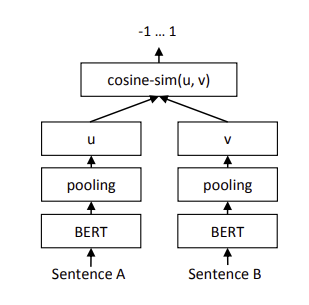 -1 … 1
cosine-sim(u, v)
u v
pooling pooling
BERT BERT
Sentence A Sentence B